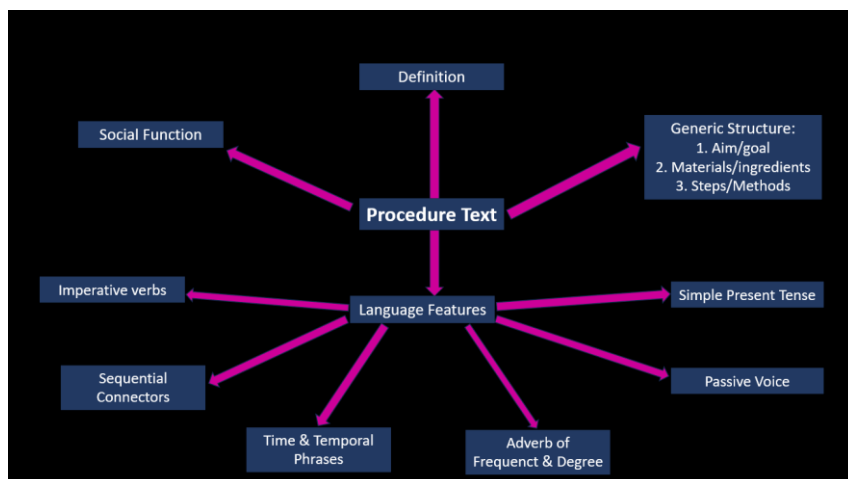 Definition
Social Function
Generic Structure:
1. Aim/goal
2. Materials/ingredients
3. Steps/Methods
Procedure Text
Imperative verbs
Language Features
Simple Present Tense
Sequential
Connectors
Passive Voice
Time & Temporal
Phrases
Adverb of
Frequenct & Degree